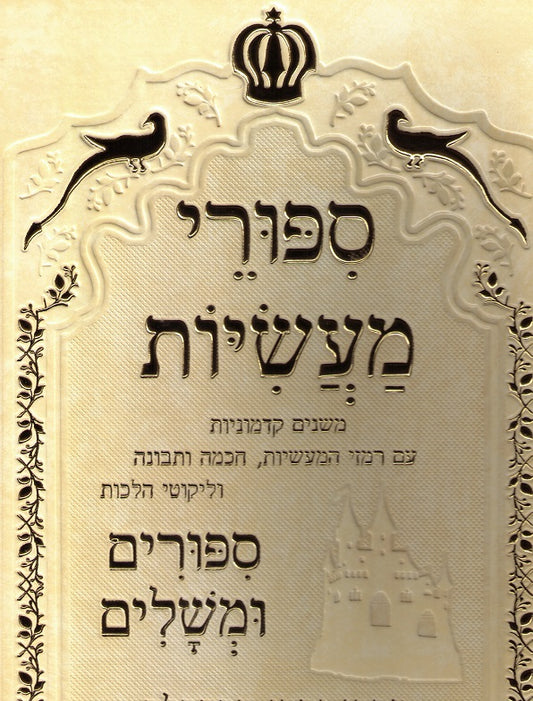 סִפּוּרֵי
מַעֲשִׂיּוֹת
משנים קדמוניות
עם רמזי המעשיות, חכמה ותבונה
וליקוטי הלכות
סִפּוּרִים
וּמְשָׁלִים